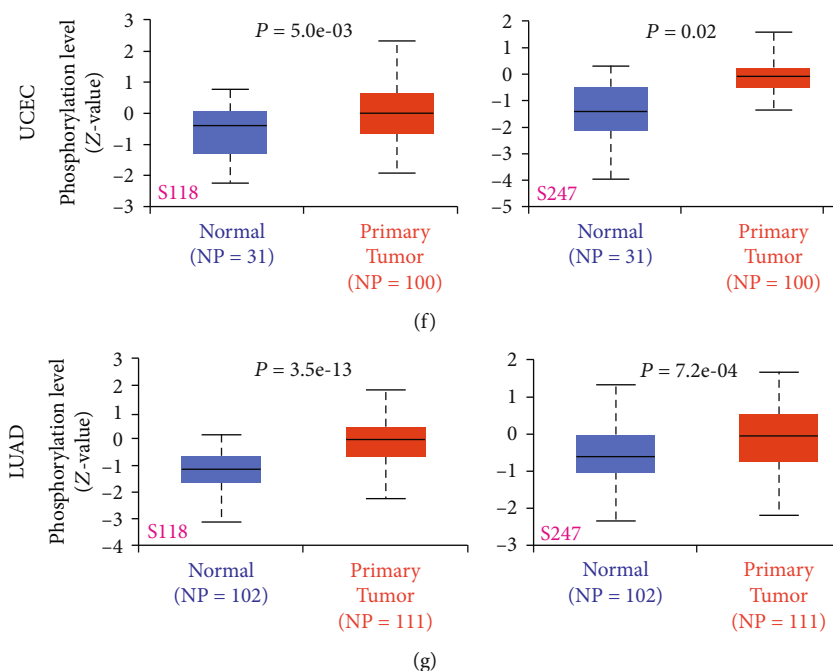 UCEC
Phosphorylation level
(Z-value)
3
2
1
0
–1
–2
–3
P = 5.0e-03
S118
Normal
(NP = 31)
Primary
Tumor
(NP = 100)
2
1
0
–1
–2
–3
–4
–5
P = 0.02
S247
Normal
(NP = 31)
Primary
Tumor
(NP = 100)
(f)
LUAD
Phosphorylation level
(Z-value)
3
2
1
0
–1
–2
–3
–4
P = 3.5e-13
S118
Normal
(NP = 102)
Primary
Tumor
(NP = 111)
2
1
0
–1
–2
–3
P = 7.2e-04
S247
Normal
(NP = 102)
Primary
Tumor
(NP = 111)
(g)